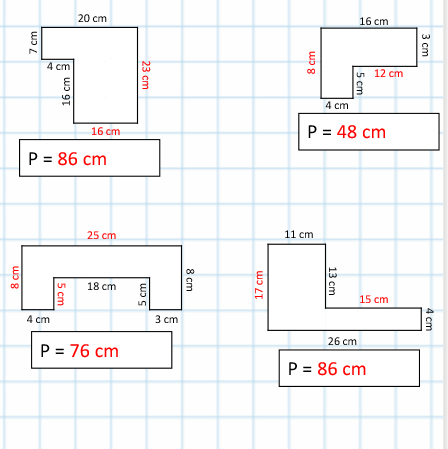 20 cm
7 cm
4 cm
16 cm
23 cm
16 cm
P = 86 cm
16 cm
3 cm
8 cm
12 cm
5 cm
4 cm
P = 48 cm
25 cm
8 cm
5 cm
18 cm
5 cm
8 cm
4 cm
3 cm
P = 76 cm
11 cm
17 cm
13 cm
15 cm
4 cm
26 cm
P = 86 cm